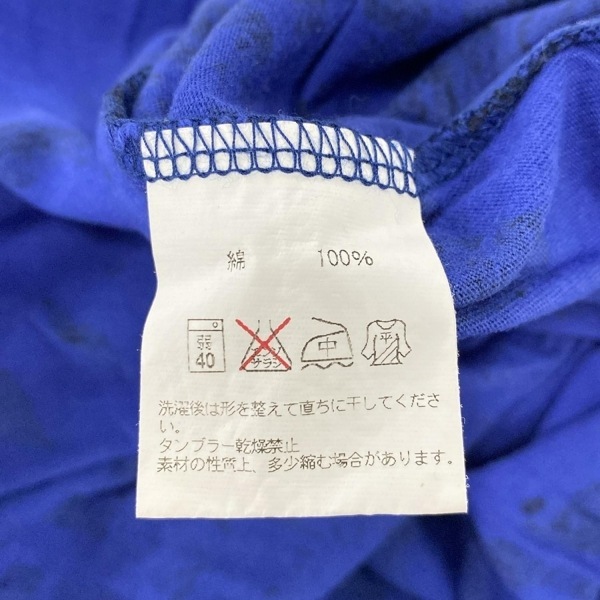 綿 100%
弱 40 エンソ サラシ 中 平
洗濯後は形を整えて直ちに干してくださ
い。
タンブラー乾燥禁止
素材の性質上、多少縮む場合があります。